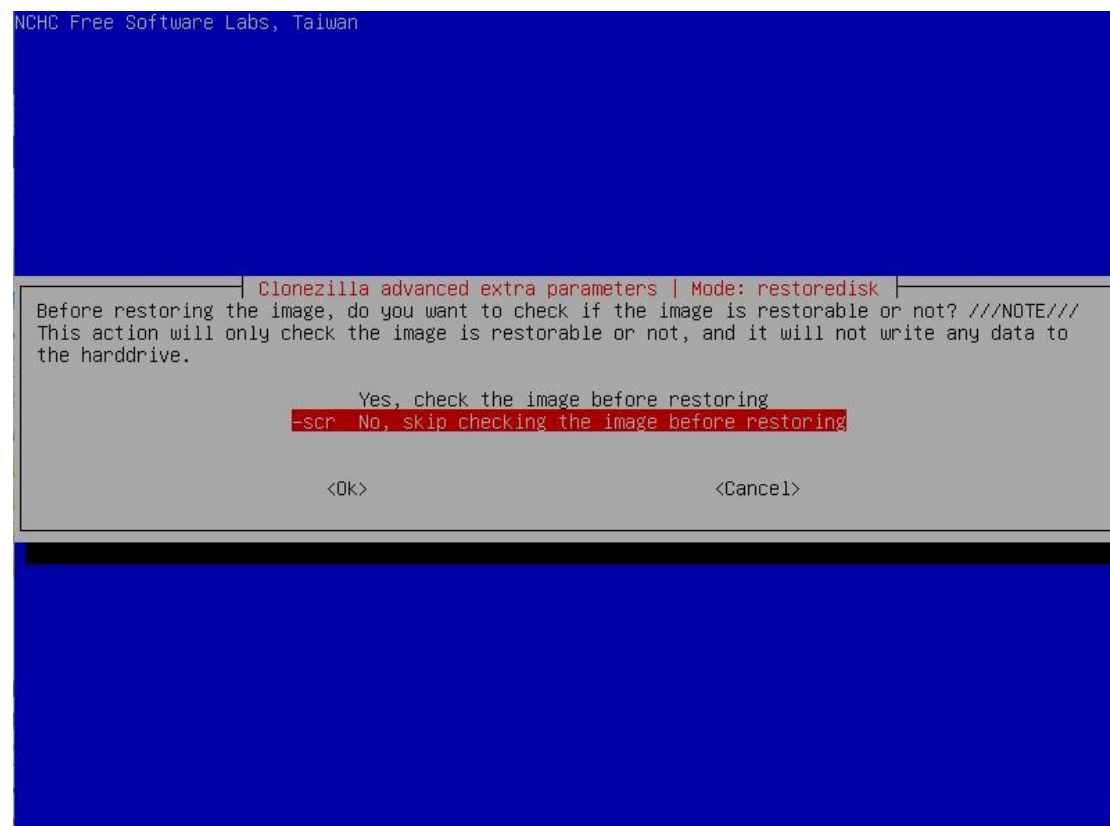 NCHC Free Software Labs, Taiwan
Clonezilla advanced extra parameters | Mode: restoredisk
Before restoring the image, do you want to check if the image is restorable or not? ///NOTE///
This action will only check the image is restorable or not, and it will not write any data to
the harddrive.
Yes, check the image before restoring
-scr No, skip checking the image before restoring
<Ok> <Cancel>